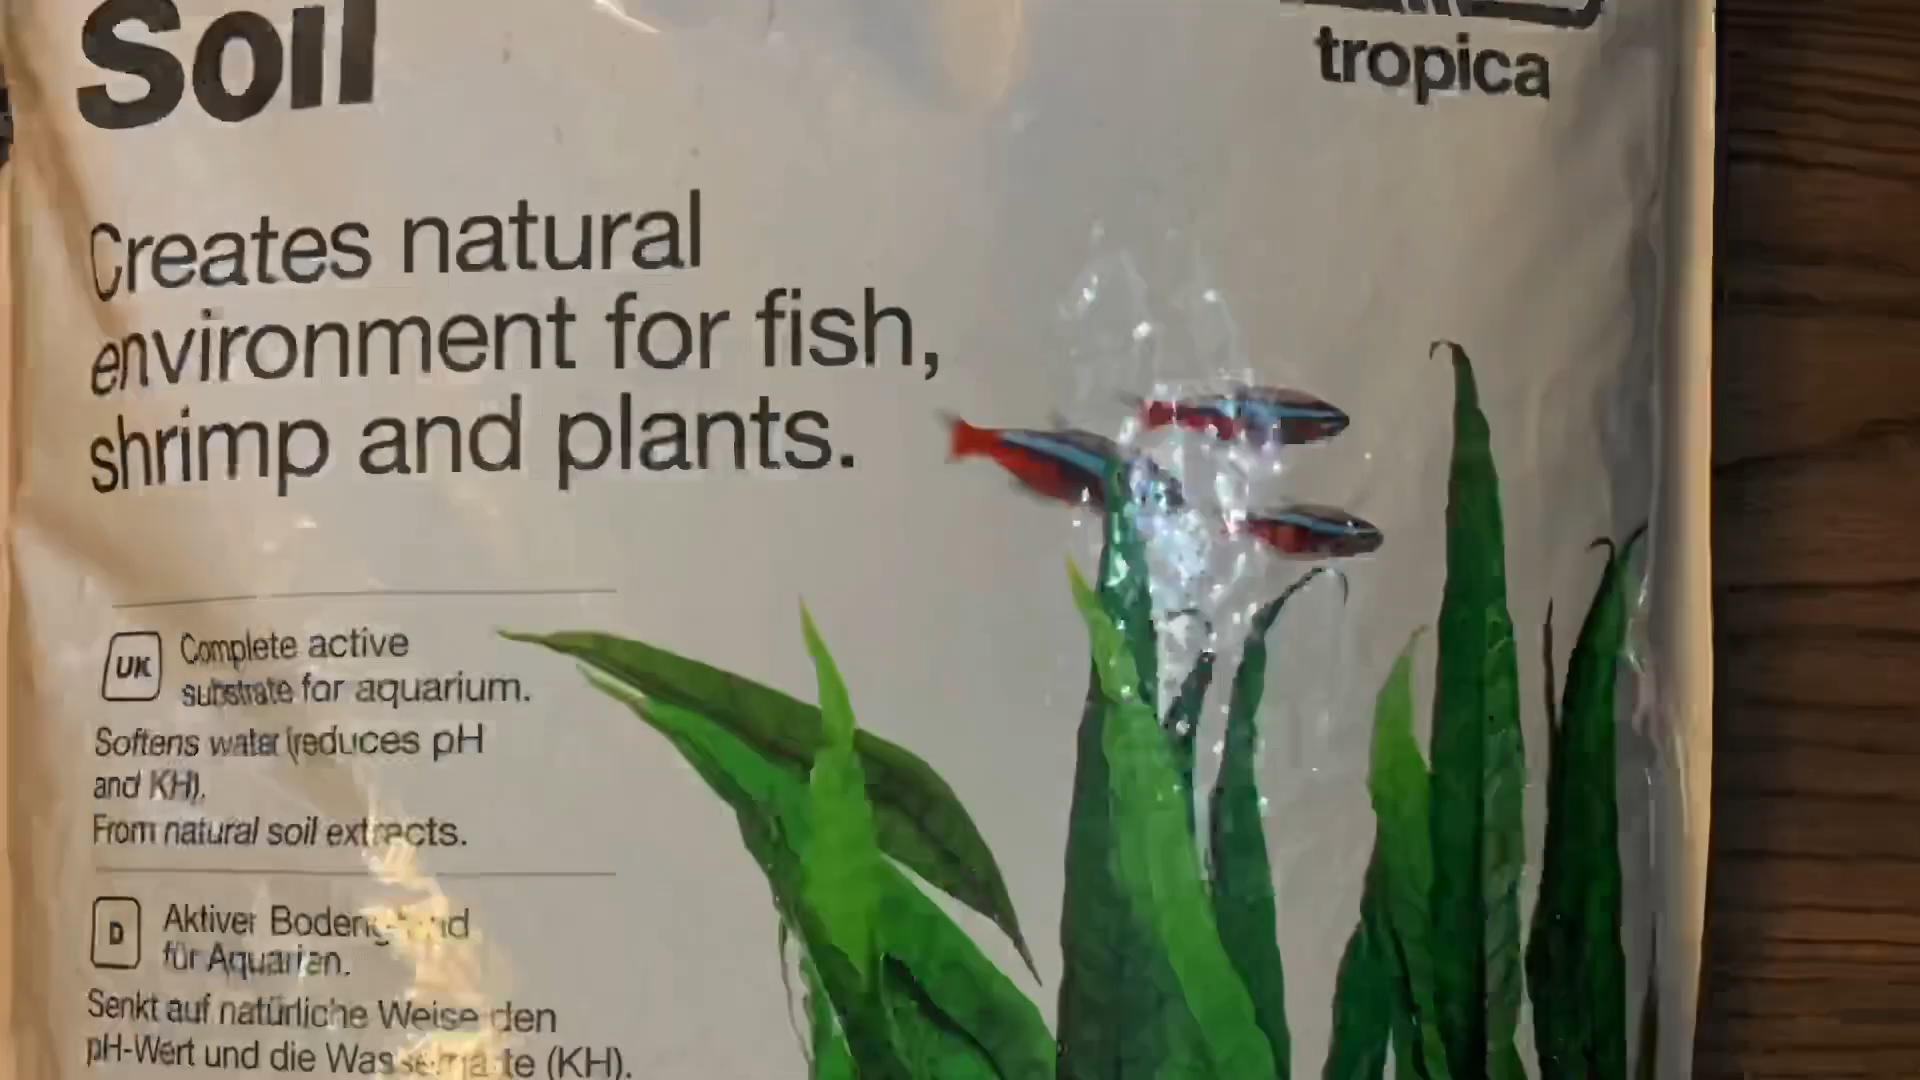 Soil
tropica
Creates natural
environment for fish,
shrimp and plants.
UK
Complete active
substrate for aquarium.
Softens water (reduces pH
and KH).
From natural soil extracts.
D
Aktiver
für Aquarien.
Senkt auf natürliche Weise den
pH-Wert und die (KH).